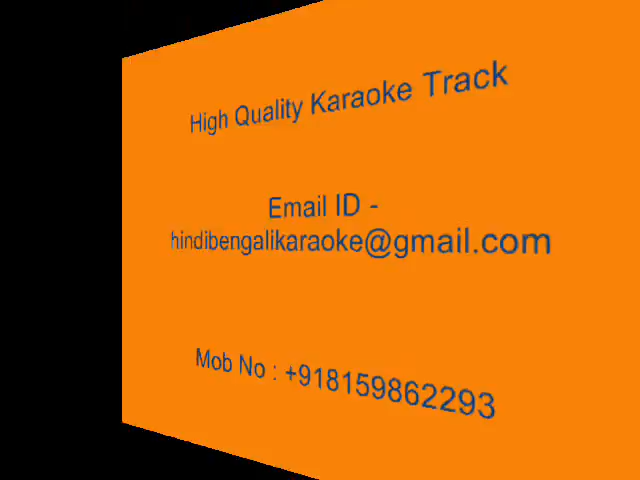 High Quality Karaoke Track
Email ID -
hindibengalikaraoke@gmail.com
Mob No : +918159862293